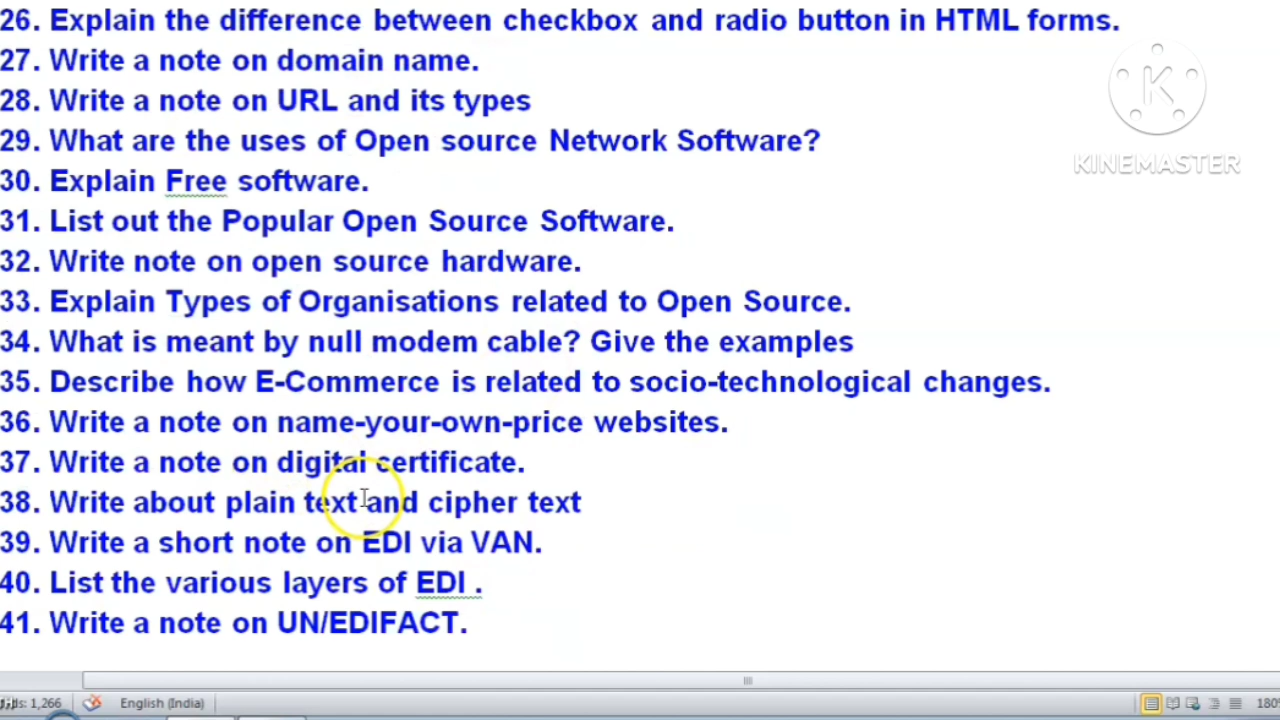 26. Explain the difference between checkbox and radio button in HTML forms.
27. Write a note on domain name.
28. Write a note on URL and its types
29. What are the uses of Open source Network Software?
30. Explain Free software.
31. List out the Popular Open Source Software.
32. Write note on open source hardware.
33. Explain Types of Organisations related to Open Source.
34. What is meant by null modem cable? Give the examples
35. Describe how E-Commerce is related to socio-technological changes.
36. Write a note on name-your-own-price websites.
37. Write a note on digital certificate.
38. Write about plain text and cipher text
39. Write a short note on EDI via VAN.
40. List the various layers of EDI .
41. Write a note on UN/EDIFACT.
K
KINEMASTER
1,266 English (India)